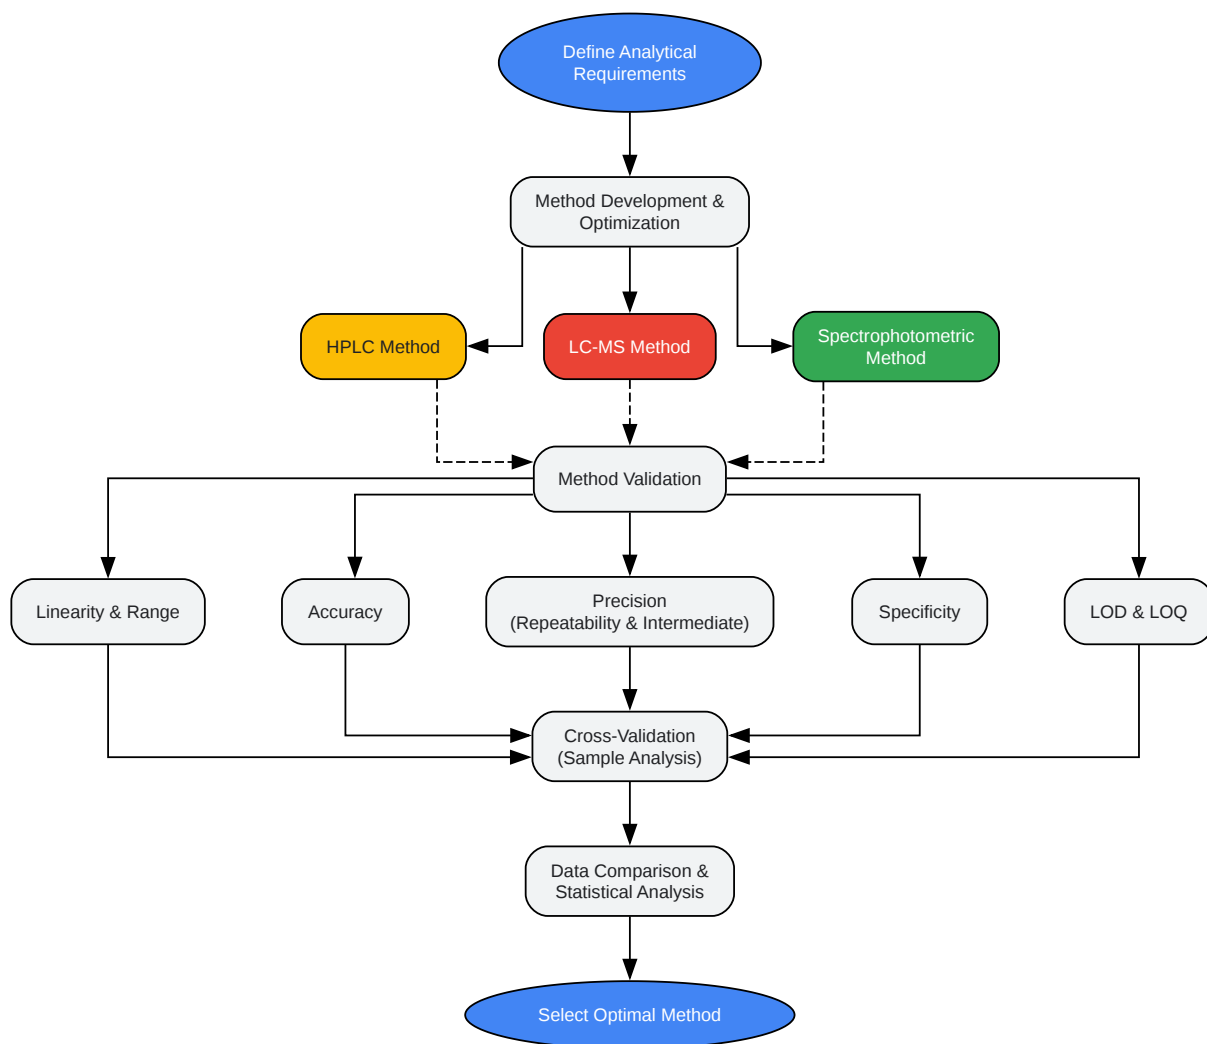 Define Analytical
Requirements
Method Development &
Optimization
HPLC Method
LC-MS Method
Spectrophotometric
Method
Method Validation
Linearity & Range
Accuracy
Precision
(Repeatability & Intermediate)
Specificity
LOD & LOQ
Cross-Validation
(Sample Analysis)
Data Comparison &
Statistical Analysis
Select Optimal Method